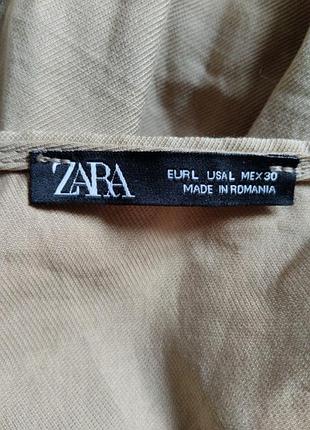 ZARA
EUR L USA L MEX 30
MADE IN ROMANIA